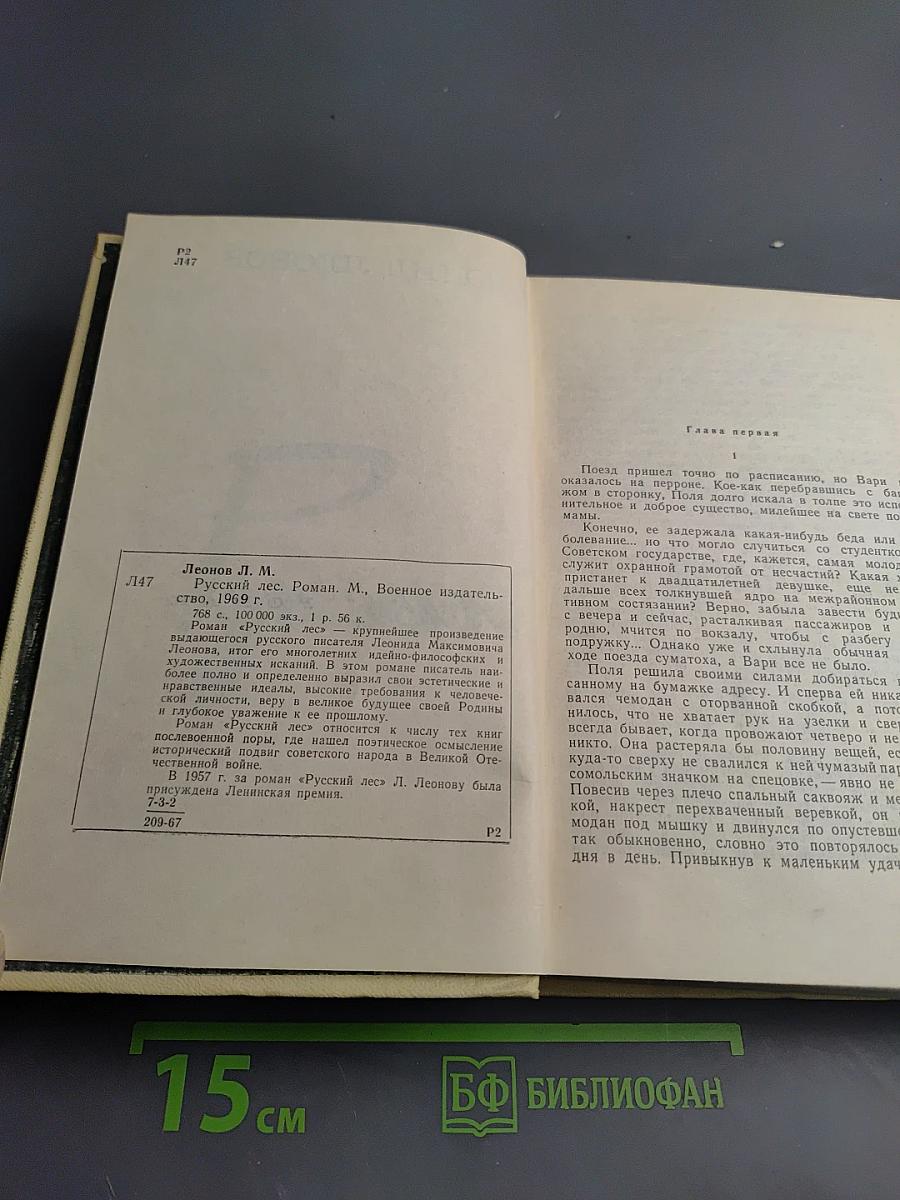 Р2
Л47
Леонов Л. М.
Л47 Русский лес. Роман. М., Военное издатель-
ство, 1969 г.
768 с., 100 000 экз., 1 р. 56 к.
Роман «Русский лес» — крупнейшее произведение
выдающегося русского писателя Леонида Максимовича
Леонова, итог его многолетних идейно-философских и
художественных исканий. В этом романе писатель наи-
более полно и определенно выразил свои эстетические и
нравственные идеалы, высокие требования к человече-
ской личности, веру в великое будущее своей Родины
и глубокое уважение к ее прошлому.
Роман «Русский лес» относится к числу тех книг
послевоенной поры, где нашел поэтическое осмысление
исторический подвиг советского народа в Великой Оте-
чественной войне.
В 1957 г. за роман «Русский лес» Л. Леонову была
присуждена Ленинская премия.
7-3-2
209-67
Р2
Глава первая
1
Поезд пришел точно по расписанию, но Вари
оказалось на перроне. Кое-как перебравшись с ба
жом в сторонку, Поля долго искала в толпе это исп
нительное и доброе существо, милейшее на свете по
мамы.
Конечно, ее задержала какая-нибудь беда или
болевание... но что могло случиться со студентко
Советском государстве, где, кажется, самая молод
служит охранной грамотой от несчастий? Какая х
пристанет к двадцатилетней девушке, еще не
дальше всех толкнувшей ядро на межрайонном
тивном состязании? Верно, забыла завести буд
с вечера и сейчас, расталкивая пассажиров и
родню, мчится по вокзалу, чтобы с разбегу
подружку... Однако уже и схлынула обычная
ходе поезда суматоха, а Вари все не было.
Поля решила своими силами добираться
санному на бумажке адресу. И сперва ей ника
вался чемодан с оторванной скобкой, а пото
нилось, что не хватает рук на узелки и свер
всегда бывает, когда провожают четверо и не
никто. Она растеряла бы половину вещей, ес
куда-то сверху не свалился к ней чумазый пар
сомольским значком на спецовке, — явно не
Повесив через плечо спальный саквояж и ме
кой, накрест перехваченный веревкой, он
модан под мышку и двинулся по опустевше
так обыкновенно, словно это повторялось
дня в день. Привыкнув к маленьким удач
15 см
БФ БИБЛИОФАН